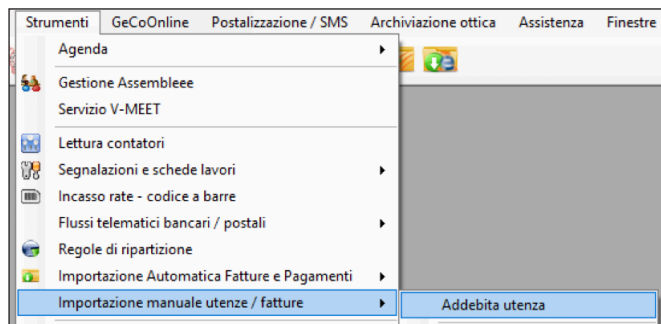 Strumenti GeCoOnline Postalizzazione / SMS Archiviazione ottica Assistenza Finestre
Agenda
Gestione Assembleee
Servizio V-MEET
Lettura contatori
Segnalazioni e schede lavori
Incasso rate - codice a barre
Flussi telematici bancari / postali
Regole di ripartizione
Importazione Automatica Fatture e Pagamenti
Importazione manuale utenze / fatture
Addebita utenza